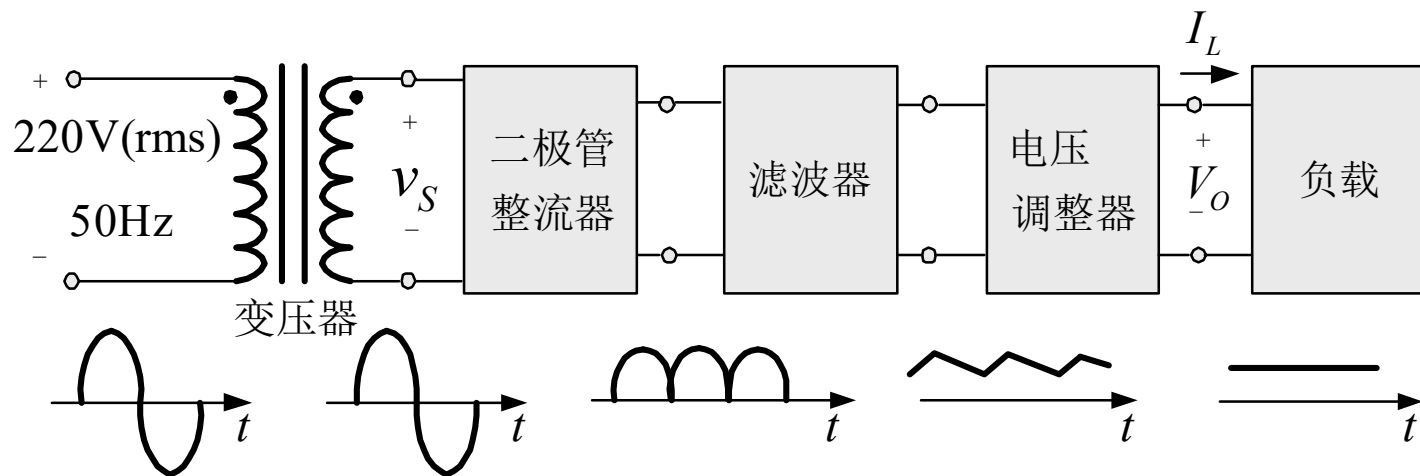 I_L
+
220V(rms)
50Hz
−
变压器
+
v_S
−
二极管
整流器
滤波器
电压
调整器
+
V_O
−
负载
t
t
t
t
t